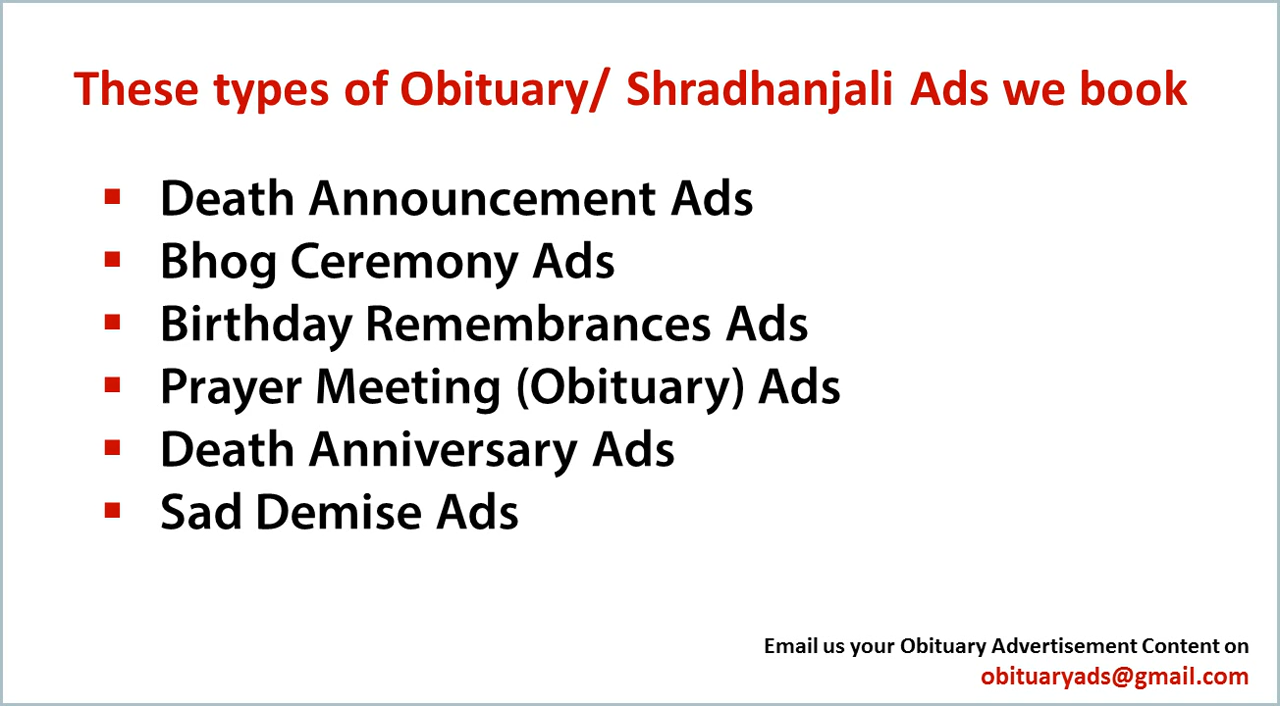 These types of Obituary/ Shradhanjali Ads we book
▪ Death Announcement Ads
▪ Bhog Ceremony Ads
▪ Birthday Remembrances Ads
▪ Prayer Meeting (Obituary) Ads
▪ Death Anniversary Ads
▪ Sad Demise Ads
Email us your Obituary Advertisement Content on
obituaryads@gmail.com